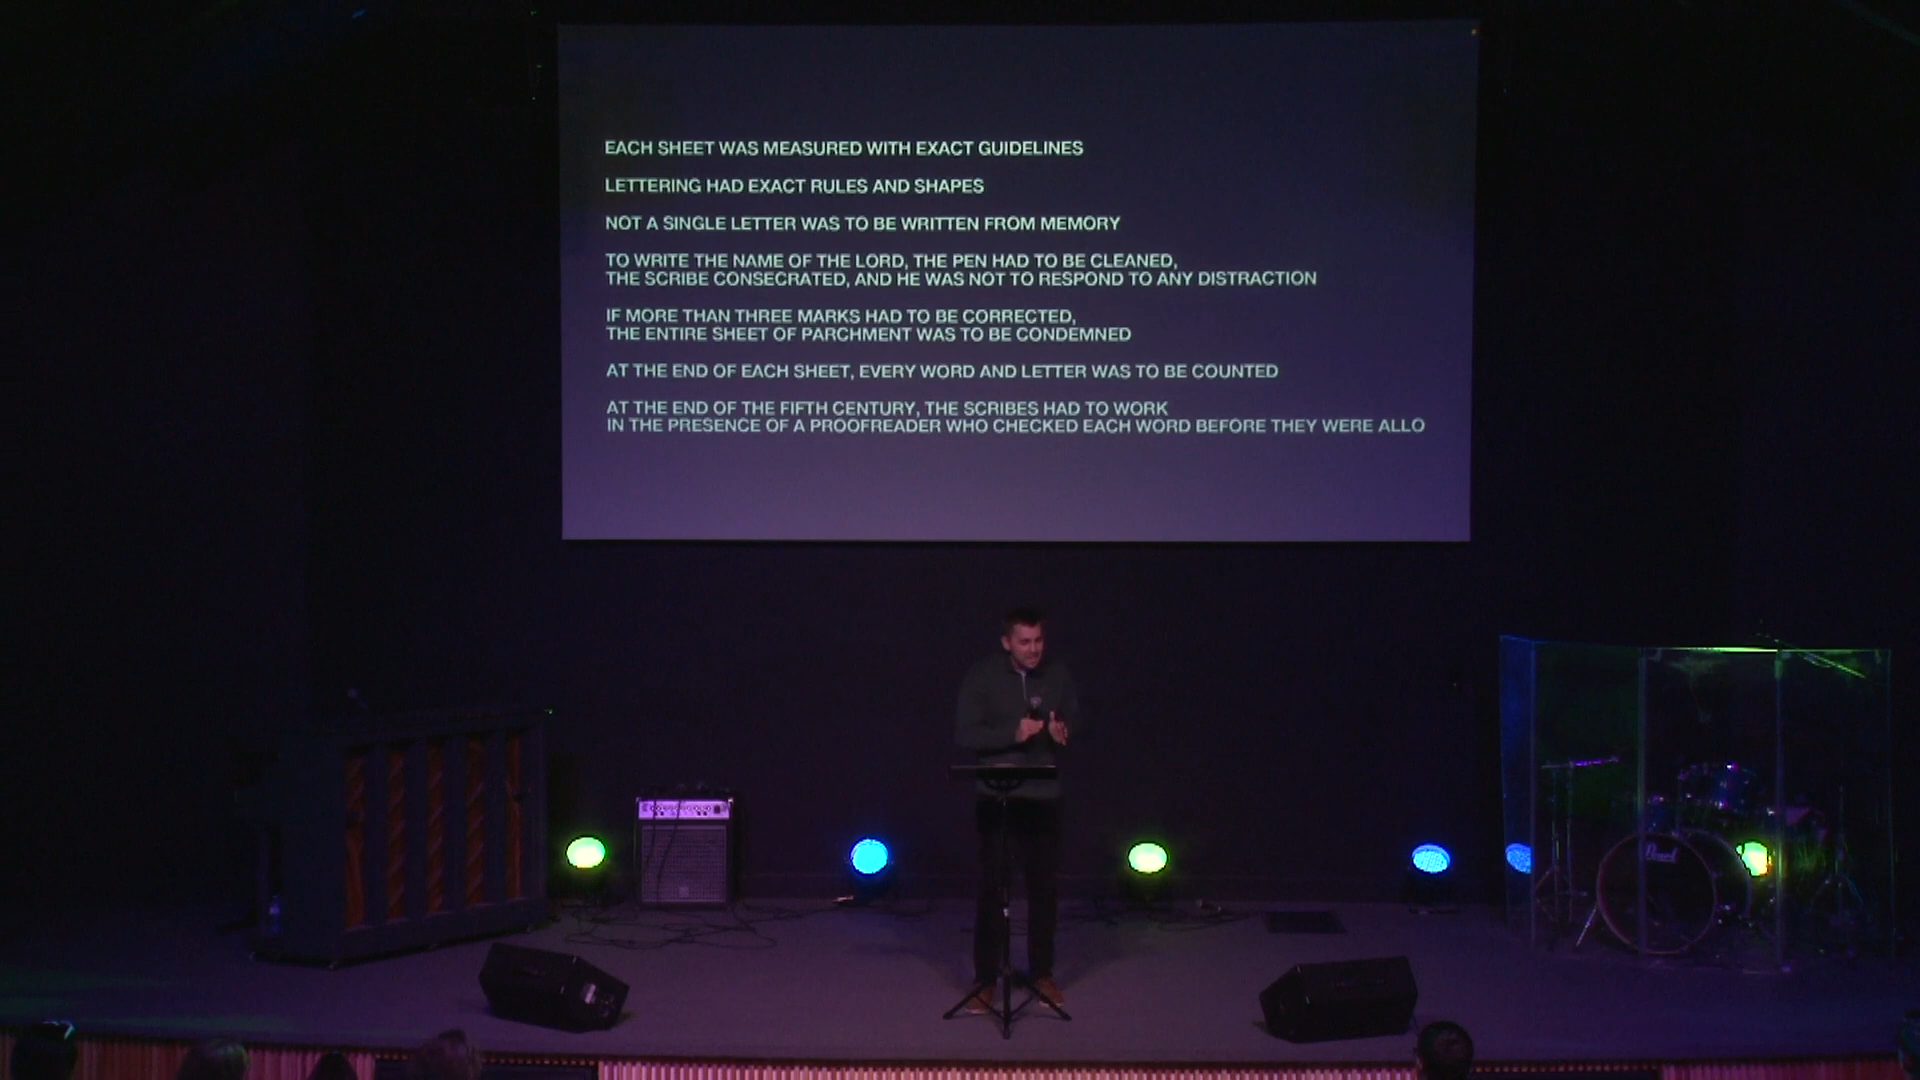 EACH SHEET WAS MEASURED WITH EXACT GUIDELINES
LETTERING HAD EXACT RULES AND SHAPES
NOT A SINGLE LETTER WAS TO BE WRITTEN FROM MEMORY
TO WRITE THE NAME OF THE LORD, THE PEN HAD TO BE CLEANED,
THE SCRIBE CONSECRATED, AND HE WAS NOT TO RESPOND TO ANY DISTRACTION
IF MORE THAN THREE MARKS HAD TO BE CORRECTED,
THE ENTIRE SHEET OF PARCHMENT WAS TO BE CONDEMNED
AT THE END OF EACH SHEET, EVERY WORD AND LETTER WAS TO BE COUNTED
AT THE END OF THE FIFTH CENTURY, THE SCRIBES HAD TO WORK
IN THE PRESENCE OF A PROOFREADER WHO CHECKED EACH WORD BEFORE THEY WERE ALLO
Pearl